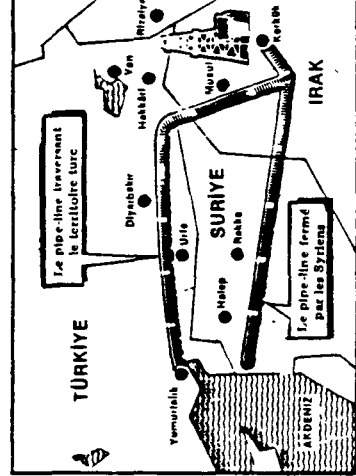 Rizaiye
Van
Hakkâri
Musul
Kerkük
IRAK
Diyarbakır
Le pipe-line traversant
le territoire turc
SURİYE
Urfa
Rakka
Halep
Le pipe-line fermé
par les Syriens
TÜRKİYE
Yumurtalık
AKDENİZ